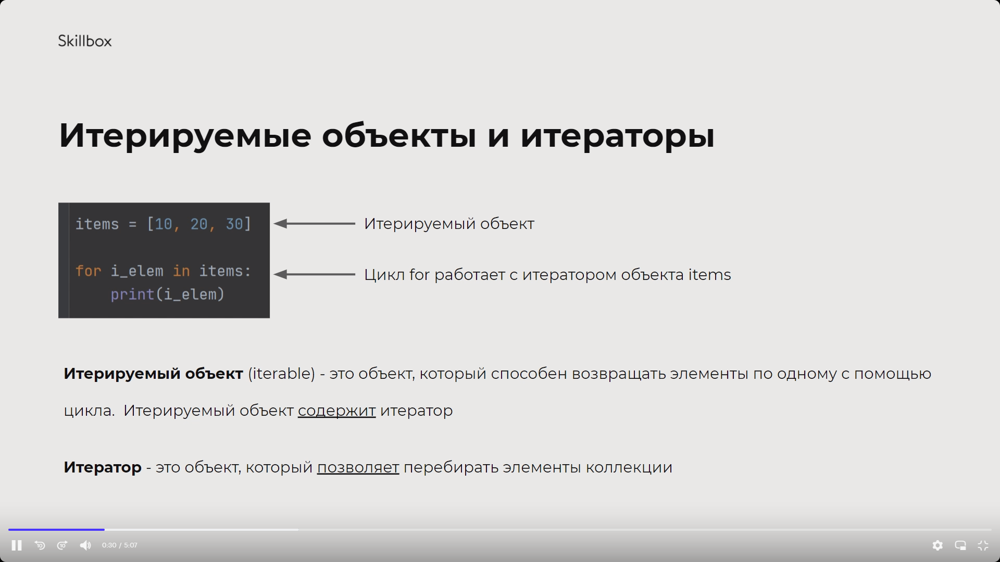 Skillbox
Итерируемые объекты и итераторы
items = [10, 20, 30]
Итерируемый объект
for i_elem in items:
Цикл for работает с итератором объекта items
print(i_elem)
Итерируемый объект (iterable) - это объект, который способен возвращать элементы по одному с помощью
цикла.  Итерируемый объект содержит итератор
Итератор - это объект, который позволяет перебирать элементы коллекции
10
10
0:30 / 5:07